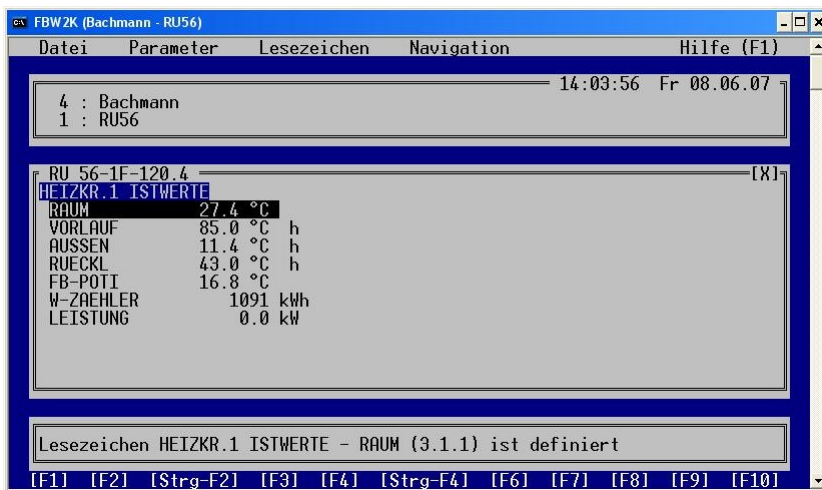 FBW2K (Bachmann - RU56)
Datei Parameter Lesezeichen Navigation Hilfe (F1)
14:03:56 Fr 08.06.07
4 : Bachmann
1 : RU56
RU 56-1F-120.4 [X]
HEIZKR.1 ISTWERTE
RAUM 27.4 °C
VORLAUF 85.0 °C h
AUSSEN 11.4 °C h
RUECKL 43.0 °C h
FB-POTI 16.8 °C
W-ZAEHLER 1091 kWh
LEISTUNG 0.0 kW
Lesezeichen HEIZKR.1 ISTWERTE - RAUM (3.1.1) ist definiert
[F1] [F2] [Strg-F2] [F3] [F4] [Strg-F4] [F6] [F7] [F8] [F9] [F10]